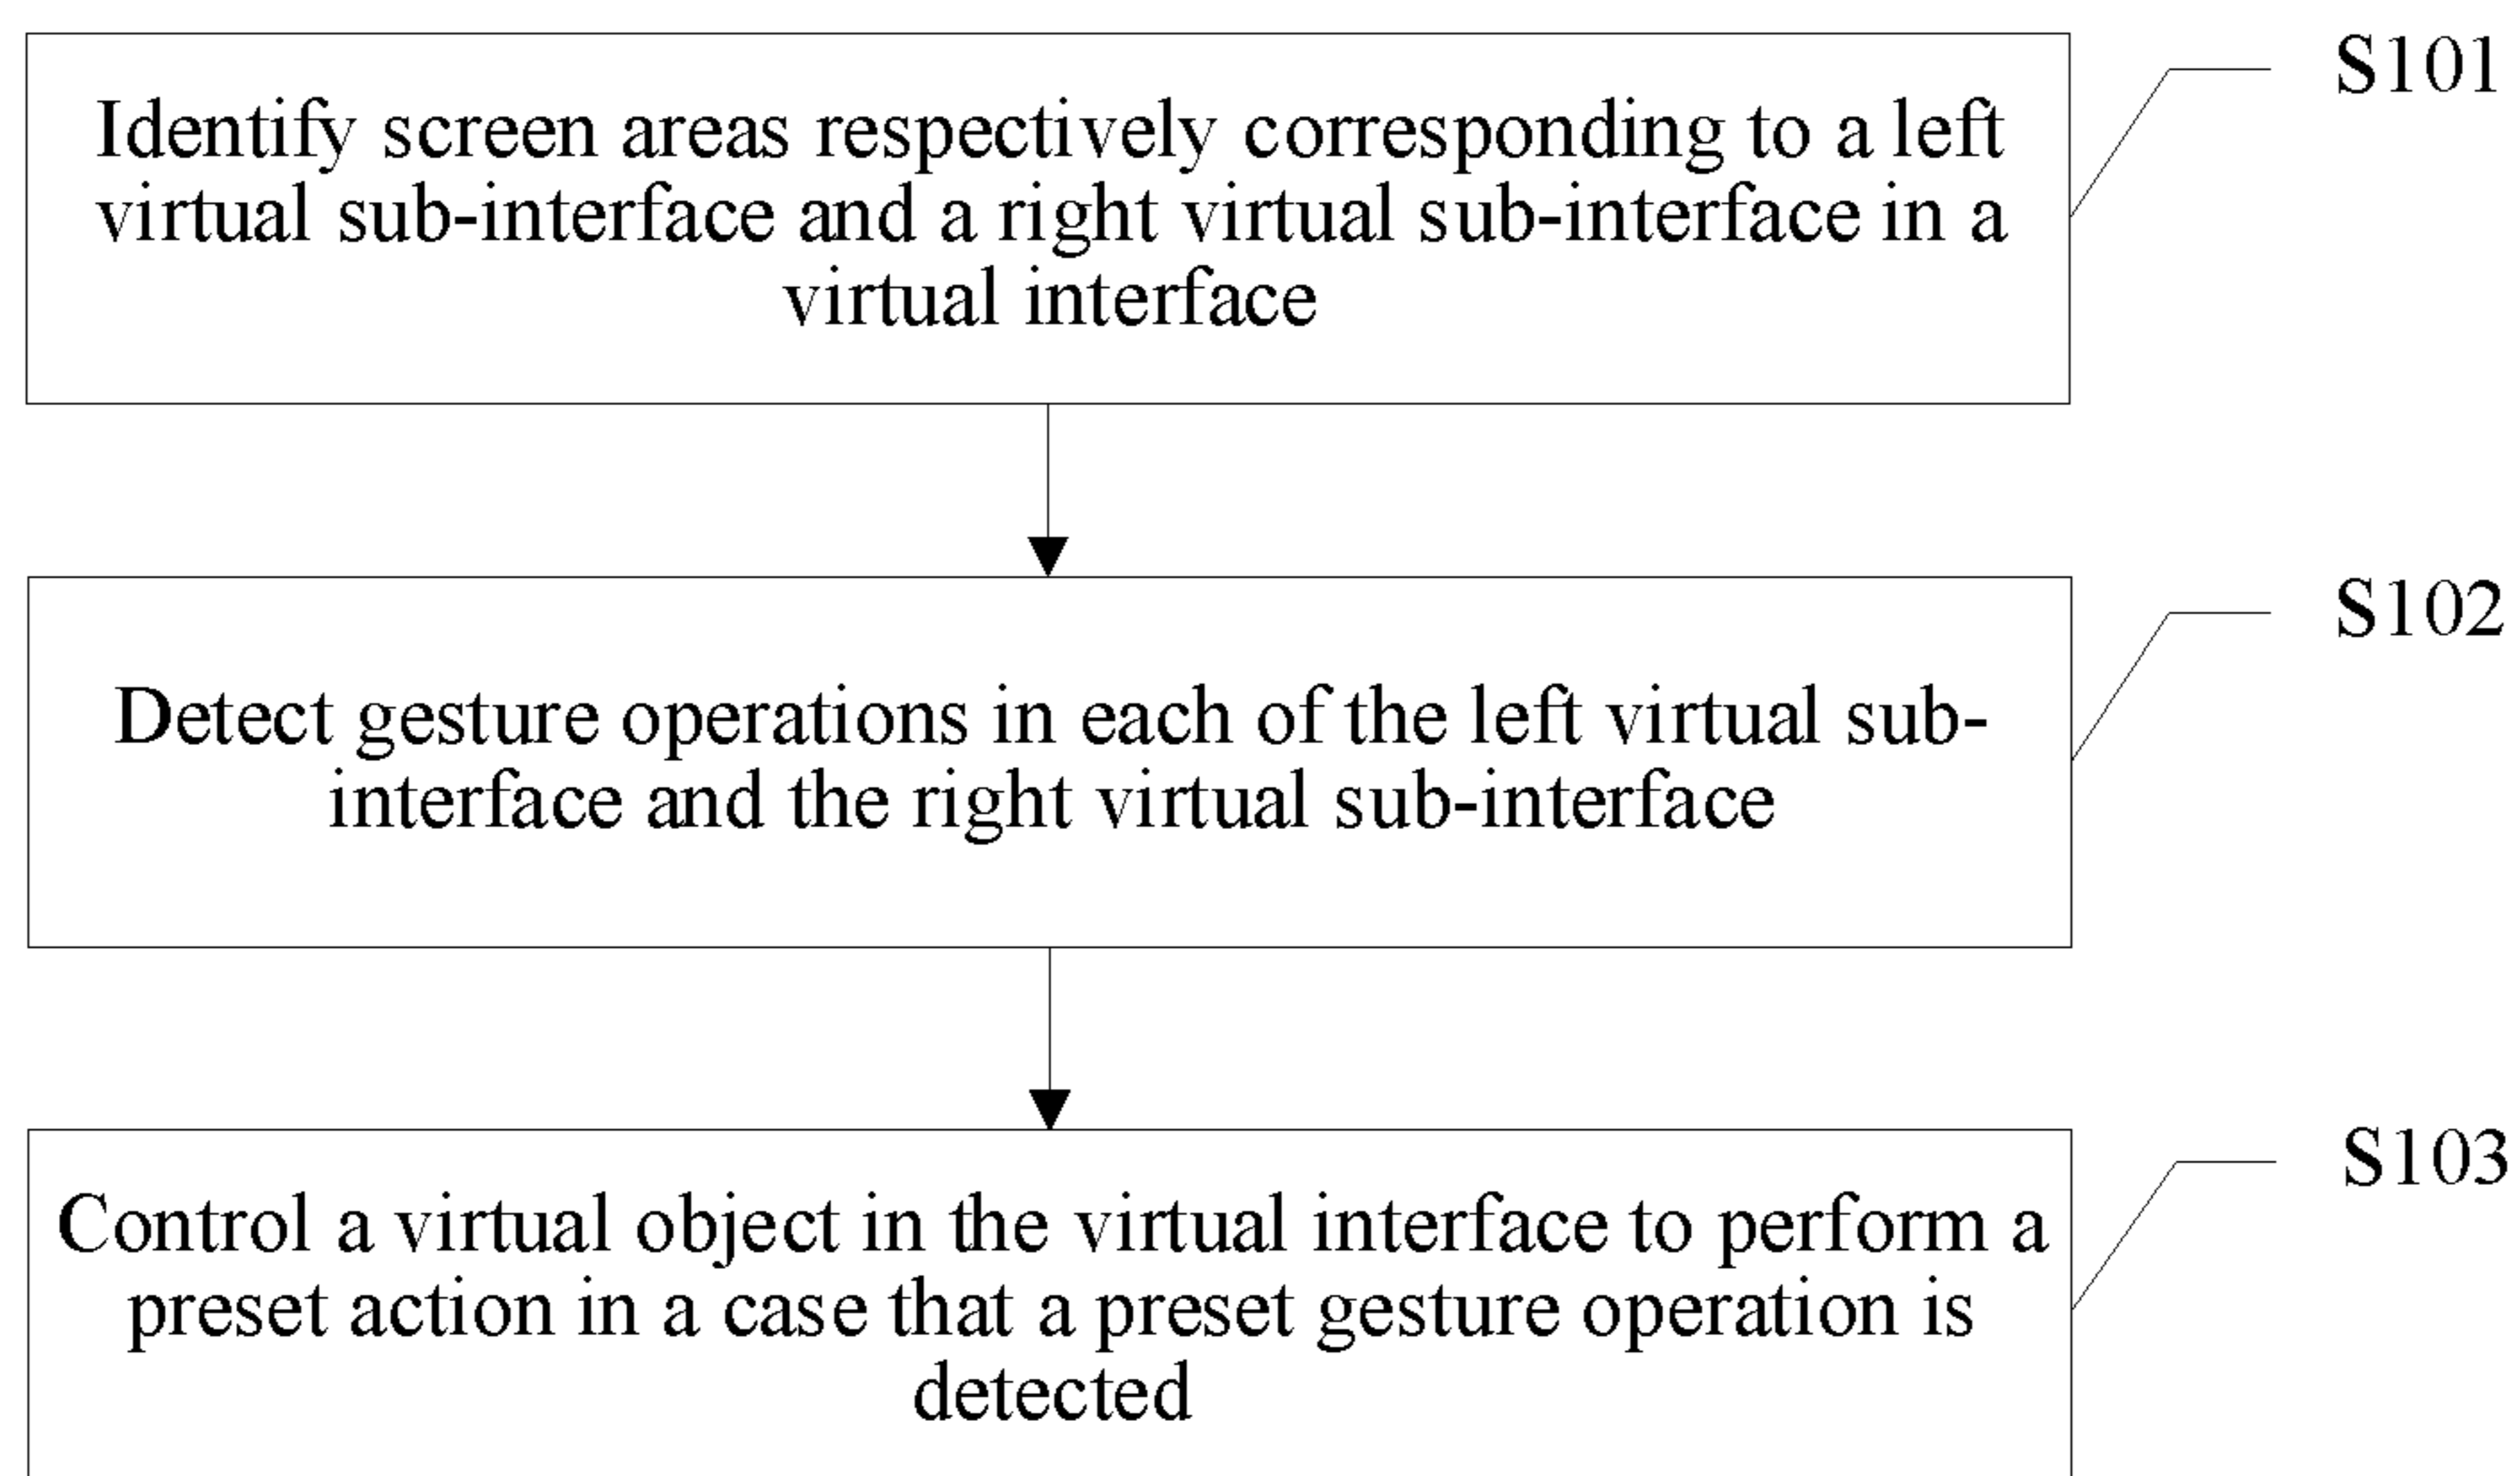 Identify screen areas respectively corresponding to a left
virtual sub-interface and a right virtual sub-interface in a
virtual interface
S101
Detect gesture operations in each of the left virtual sub-
interface and the right virtual sub-interface
S102
Control a virtual object in the virtual interface to perform a
preset action in a case that a preset gesture operation is
detected
S103